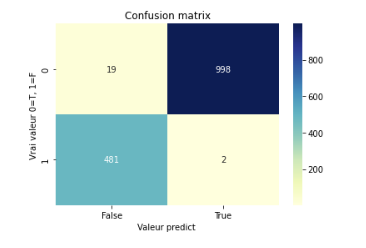 Confusion matrix
Vrai valeur 0=T, 1=F
0
19
998
1
481
2
False
True
Valeur predict
800
600
400
200